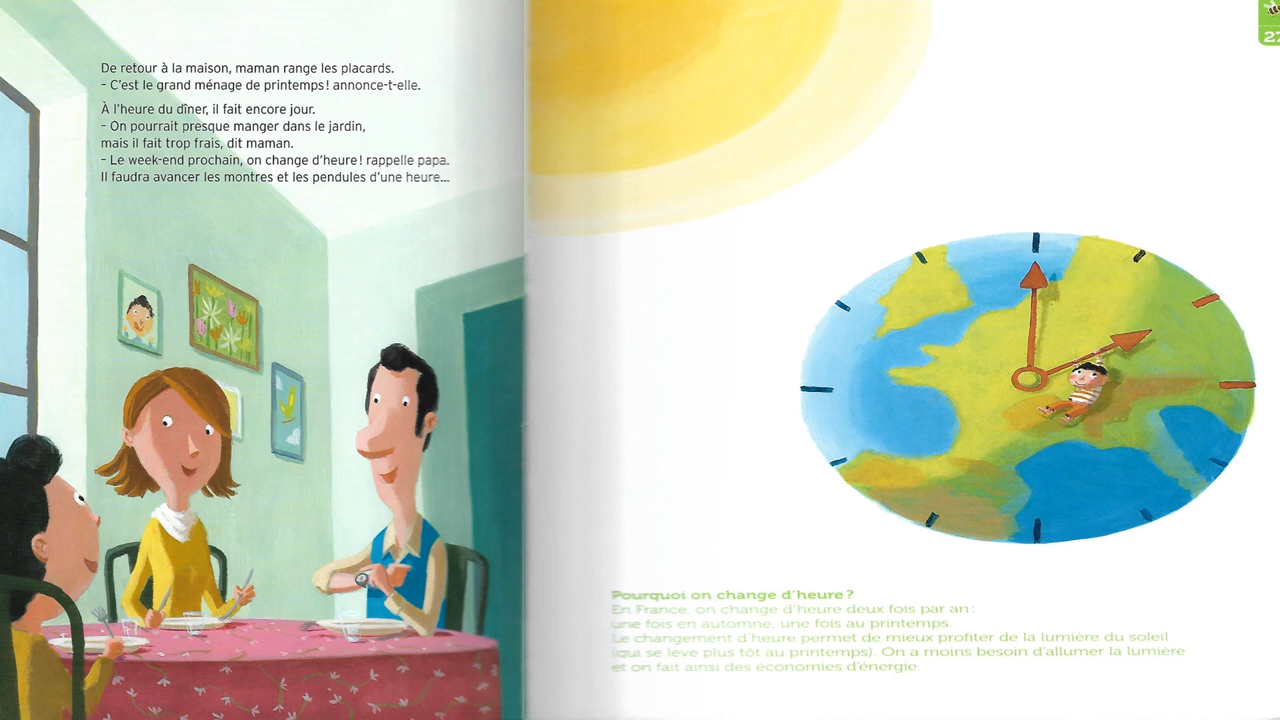 De retour à la maison, maman range les placards.
– C'est le grand ménage de printemps ! annonce-t-elle.
À l'heure du dîner, il fait encore jour.
– On pourrait presque manger dans le jardin,
mais il fait trop frais, dit maman.
– Le week-end prochain, on change d'heure ! rappelle papa.
Il faudra avancer les montres et les pendules d'une heure...
27
Pourquoi on change d'heure ?
En France, on change d'heure deux fois par an :
une fois en automne, une fois au printemps.
Le changement d'heure permet de mieux profiter de la lumière du soleil
(qui se lève plus tôt au printemps). On a moins besoin d'allumer la lumière
et on fait ainsi des économies d'énergie.